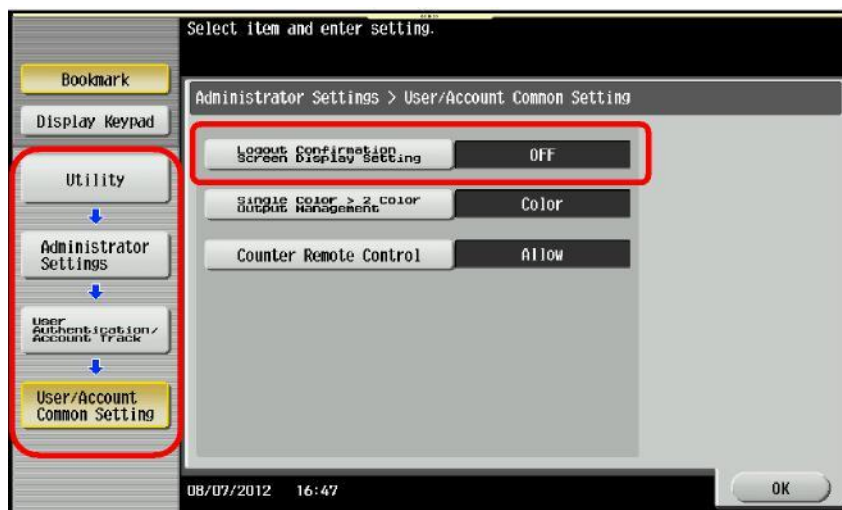 Select item and enter setting.
Bookmark
Display Keypad
Utility
Administrator
Settings
User
Authentication/
Account Track
User/Account
Common Setting
Administrator Settings > User/Account Common Setting
Logout Confirmation
Screen Display Setting
OFF
Single Color > 2 Color
Output Management
Color
Counter Remote Control
Allow
08/07/2012 16:47
OK